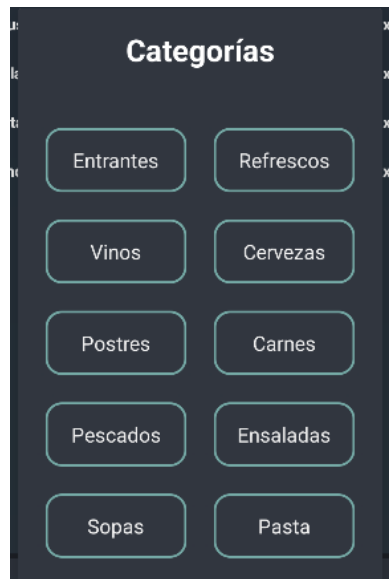 Categorías
Entrantes Refrescos
Vinos Cervezas
Postres Carnes
Pescados Ensaladas
Sopas Pasta